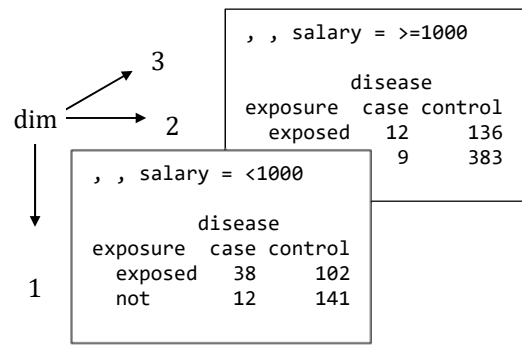 , , salary = >=1000
disease
exposure case control
exposed 12 136
9 383
3
dim
2
1
, , salary = <1000
disease
exposure case control
exposed 38 102
not 12 141